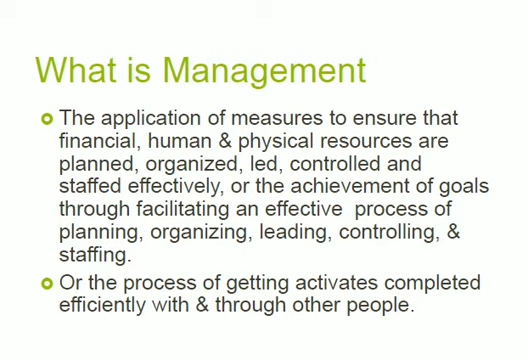 What is Management
The application of measures to ensure that
financial, human & physical resources are
planned, organized, led, controlled and
staffed effectively, or the achievement of goals
through facilitating an effective process of
planning, organizing, leading, controlling, &
staffing.
Or the process of getting activates completed
efficiently with & through other people.